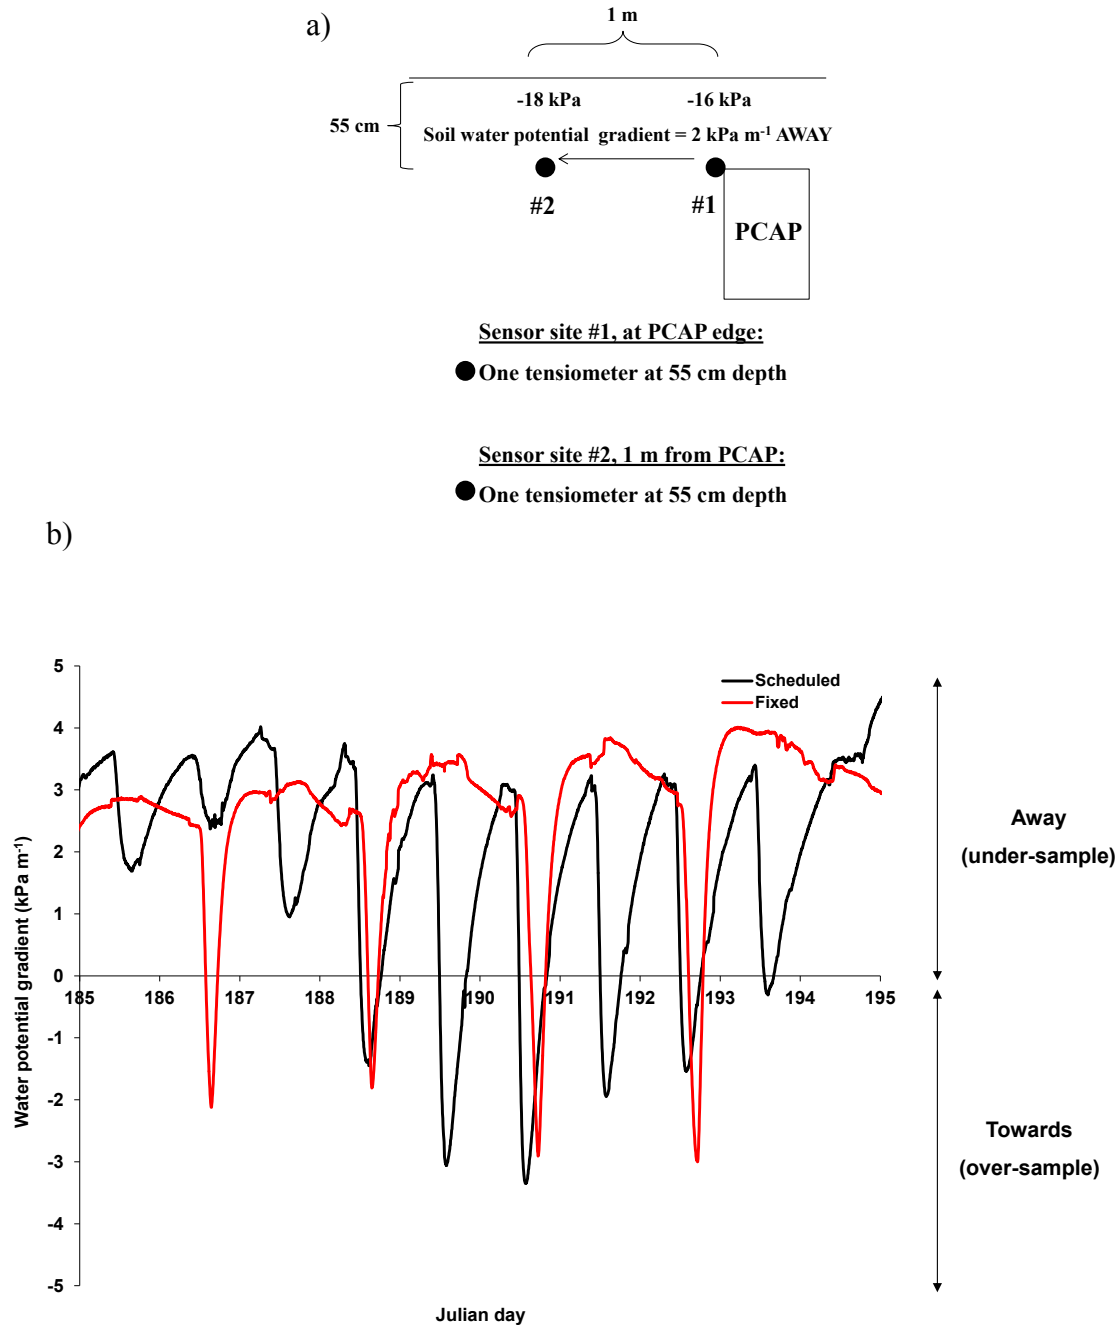 a)
1 m
-18 kPa -16 kPa
55 cm
Soil water potential gradient = 2 kPa m⁻¹ AWAY
#2 #1
PCAP
Sensor site #1, at PCAP edge:
One tensiometer at 55 cm depth
Sensor site #2, 1 m from PCAP:
One tensiometer at 55 cm depth
b)
Water potential gradient (kPa m⁻¹)
5
4
3
2
1
0
-1
-2
-3
-4
-5
Scheduled
Fixed
185 186 187 188 189 190 191 192 193 194 195
Julian day
Away
(under-sample)
Towards
(over-sample)